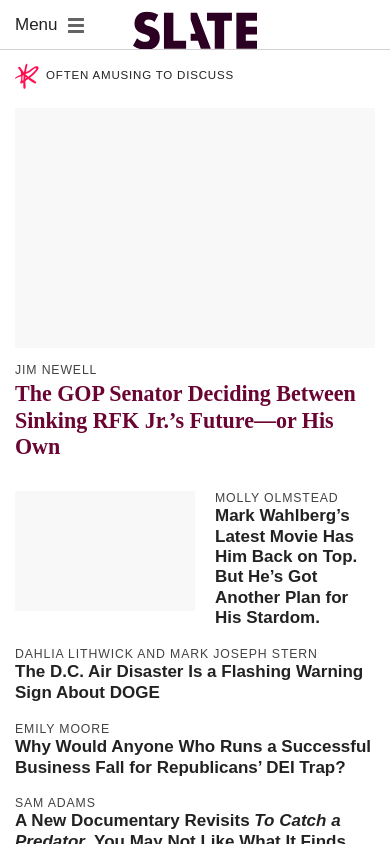 Menu
SLATE
OFTEN AMUSING TO DISCUSS
JIM NEWELL
The GOP Senator Deciding Between
Sinking RFK Jr.’s Future—or His
Own
MOLLY OLMSTEAD
Mark Wahlberg’s
Latest Movie Has
Him Back on Top.
But He’s Got
Another Plan for
His Stardom.
DAHLIA LITHWICK AND MARK JOSEPH STERN
The D.C. Air Disaster Is a Flashing Warning
Sign About DOGE
EMILY MOORE
Why Would Anyone Who Runs a Successful
Business Fall for Republicans’ DEI Trap?
SAM ADAMS
A New Documentary Revisits To Catch a
Predator. You May Not Like What It Finds.